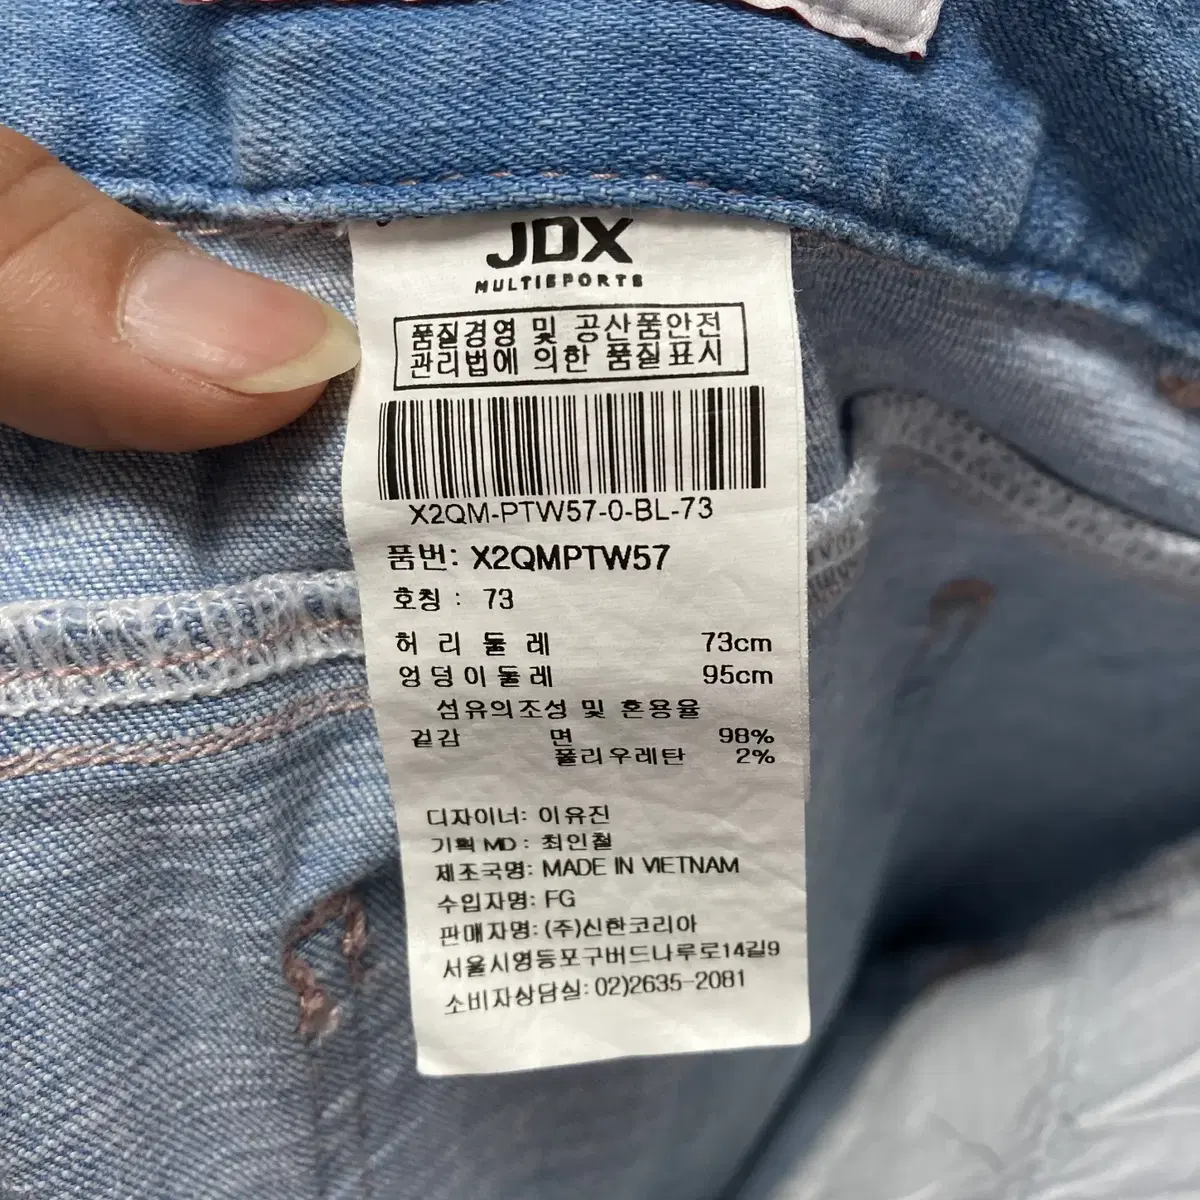 JDX
MULTISPORTS
품질경영 및 공산품안전
관리법에 의한 품질표시
X2QM-PTW57-0-BL-73
품번: X2QMPTW57
호칭 : 73
허 리 둘 레 73cm
엉덩이둘레 95cm
섬유의조성 및 혼용율
겉감 면 98%
폴리우레탄 2%
디자이너: 이유진
기획 MD : 최인철
제조국명: MADE IN VIETNAM
수입자명: FG
판매자명: (주)신한코리아
서울시영등포구버드나루로14길9
소비자상담실: 02)2635-2081